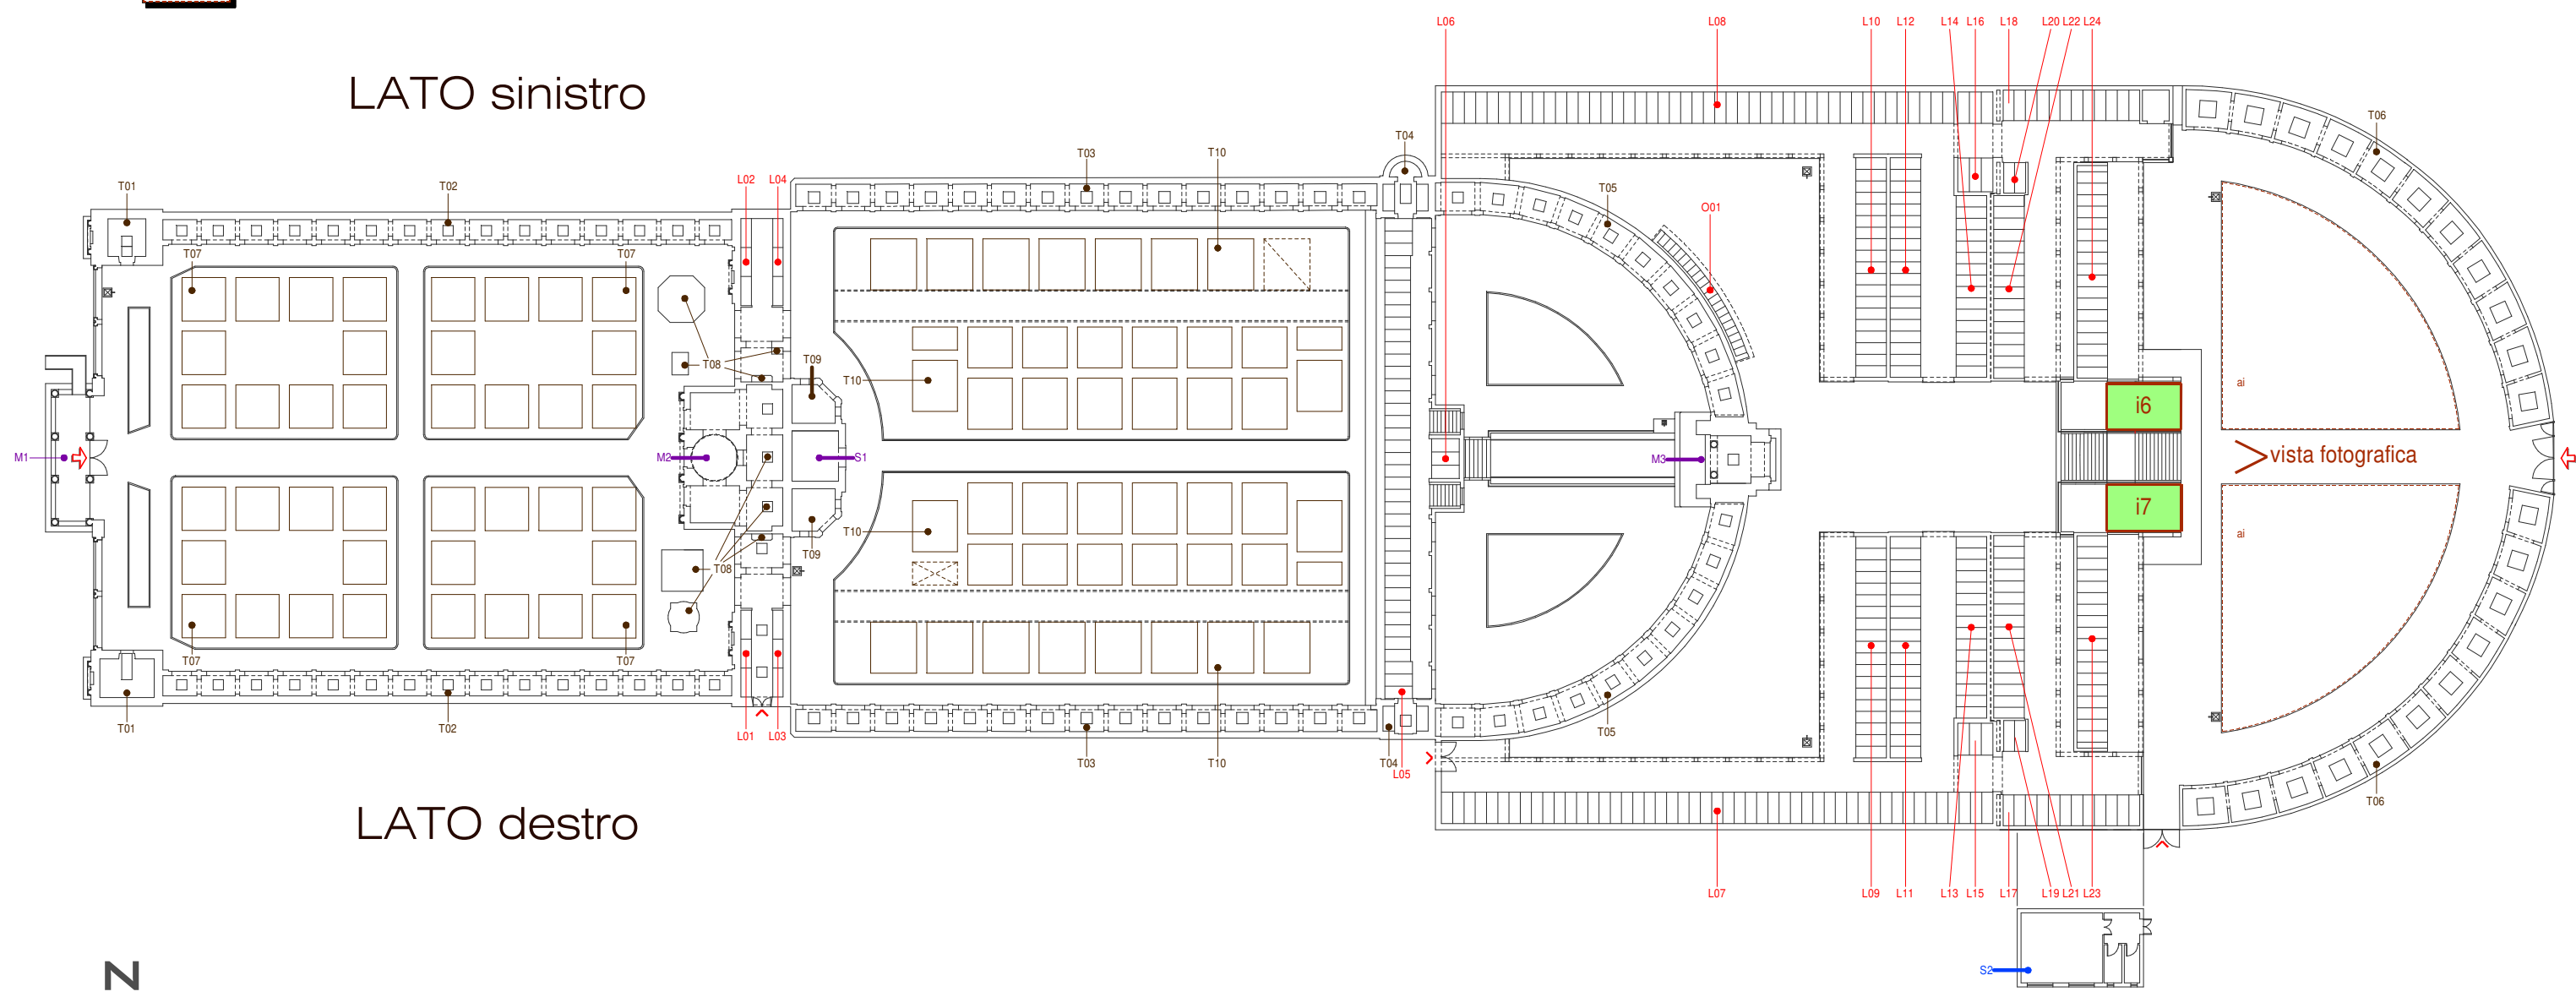 L06 L08 L10 L12 L14 L16 L18 L20 L22 L24
LATO sinistro
T06
T04
T03 T10
L02 L04
T01 T02
T05
O01
T07 T07
T08
T09
T10
ai
i6
M1
M2
S1
M3
vista fotografica
i7
T10
ai
T09
T08
T07 T07
T01 T02
L01 L03
T05
T03 T10 T04
L05
T06
LATO destro
L07 L09 L11 L13 L15 L17 L19 L21 L23
N
S2